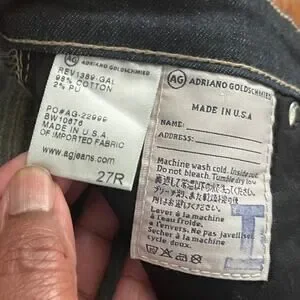 AG ADRIANO GOLDSCHMIED
REV1389-GAL
98% COTTON
2% PU
PO#AG-22999
BW10676
MADE IN U.S.A
OF IMPORTED FABRIC
www.agjeans.com
27R
AG ADRIANO GOLDSCHMIED
MADE IN U.S.A
NAME:
ADDRESS:
Machine wash cold. Inside out
Do not bleach. Tumble dry low
Laver à la machine
à l'eau froide.
à l'envers. Ne pas javelliser
Sécher à la machine
cycle doux.